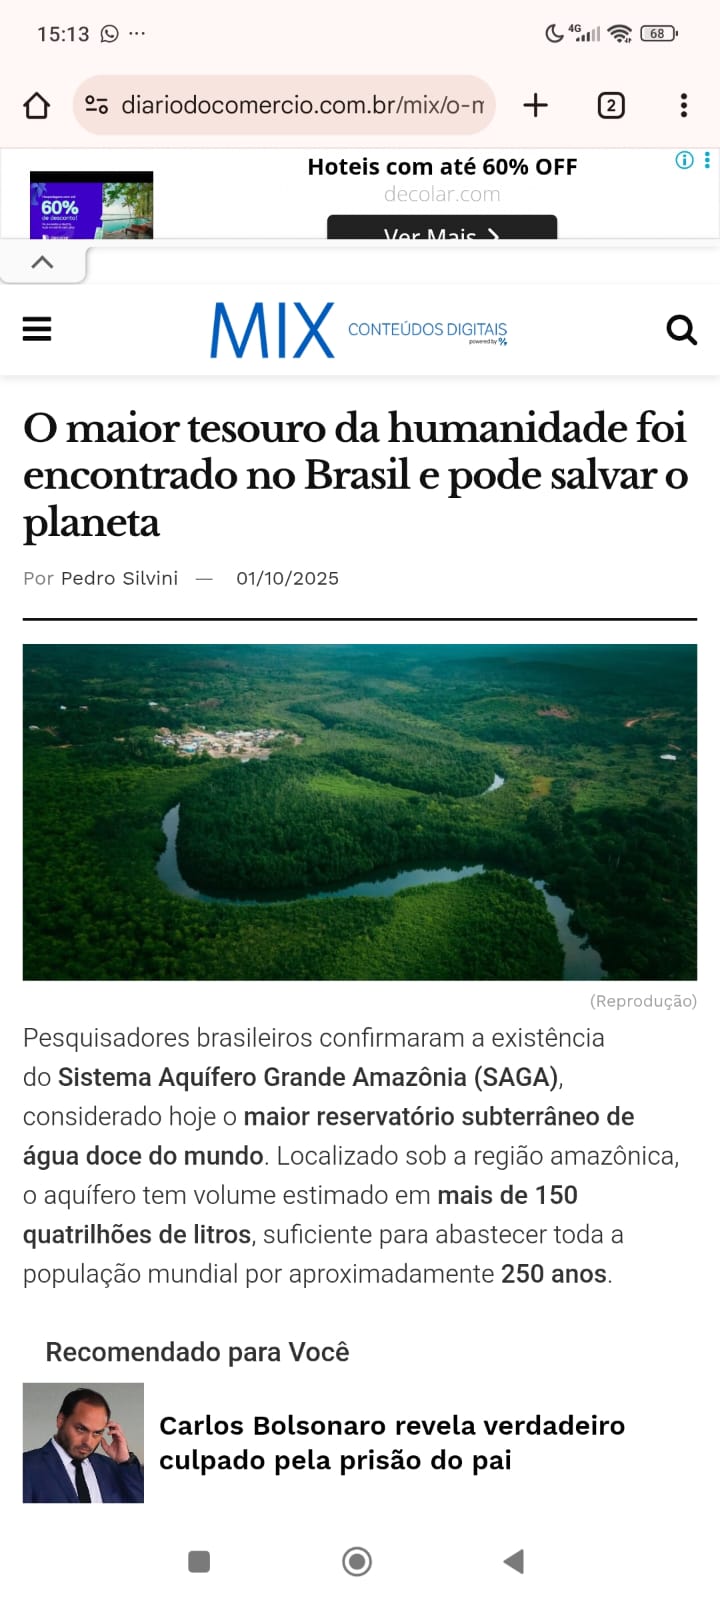 15:13
4G
68
diariodocomercio.com.br/mix/o-m
2
Hoteis com até 60% OFF
decolar.com
60%
de desconto!
decolar
Ver Mais
MIX CONTEÚDOS DIGITAIS
powered by
O maior tesouro da humanidade foi
encontrado no Brasil e pode salvar o
planeta
Por Pedro Silvini — 01/10/2025
(Reprodução)
Pesquisadores brasileiros confirmaram a existência
do Sistema Aquífero Grande Amazônia (SAGA),
considerado hoje o maior reservatório subterrâneo de
água doce do mundo. Localizado sob a região amazônica,
o aquífero tem volume estimado em mais de 150
quatrilhões de litros, suficiente para abastecer toda a
população mundial por aproximadamente 250 anos.
Recomendado para Você
Carlos Bolsonaro revela verdadeiro
culpado pela prisão do pai